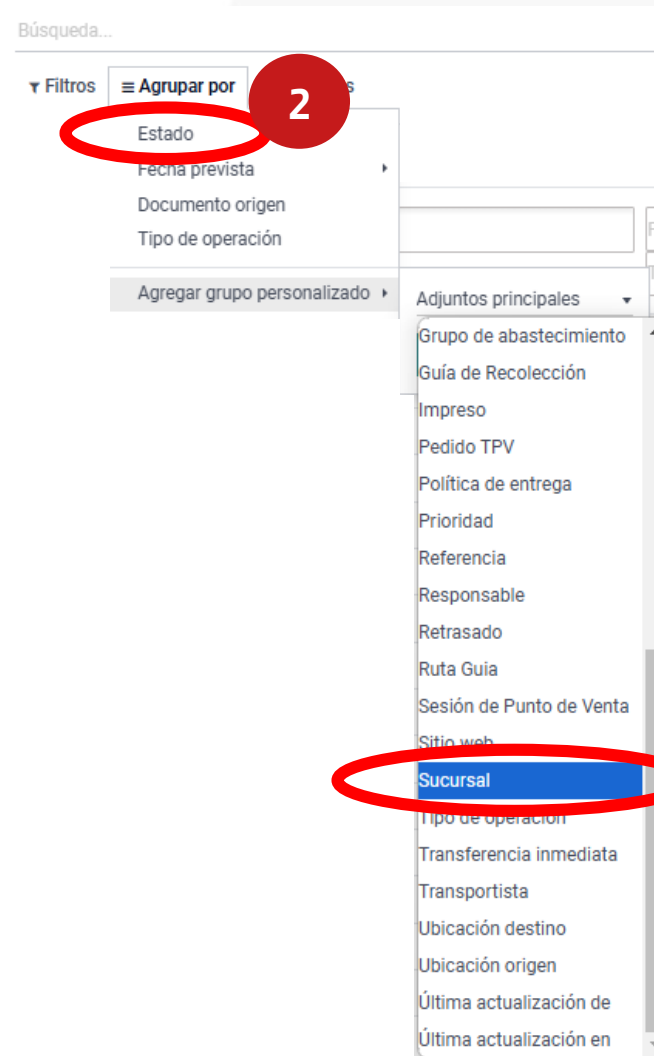 Búsqueda...
Filtros
Agrupar por
2
s
Estado
Fecha prevista
Documento origen
Tipo de operación
Agregar grupo personalizado
Adjuntos principales
Grupo de abastecimiento
Guía de Recolección
Impreso
Pedido TPV
Política de entrega
Prioridad
Referencia
Responsable
Retrasado
Ruta Guia
Sesión de Punto de Venta
Sitio web
Sucursal
Tipo de operación
Transferencia inmediata
Transportista
Ubicación destino
Ubicación origen
Última actualización de
Última actualización en